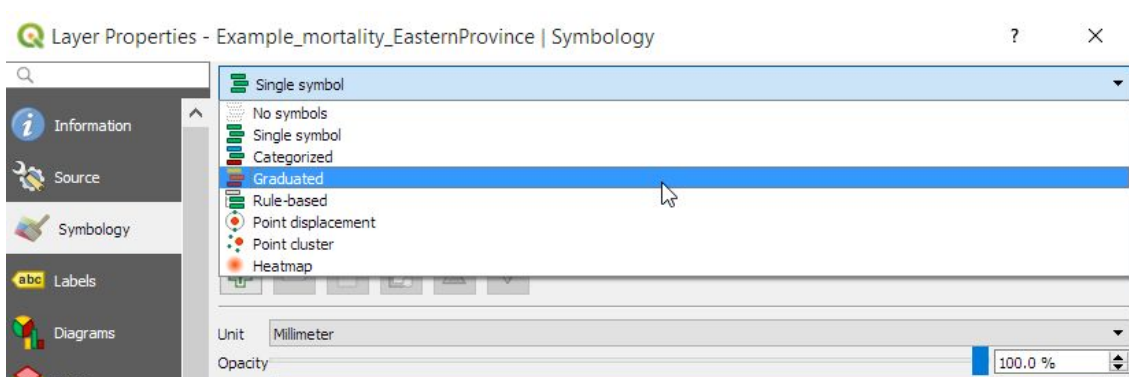 Layer Properties - Example_mortality_EasternProvince | Symbology ? ×
Single symbol
No symbols
Information
Single symbol
Categorized
Source
Graduated
Rule-based
Symbology
Point displacement
Point cluster
Heatmap
abc Labels
Diagrams
Unit Millimeter
Opacity 100.0 %